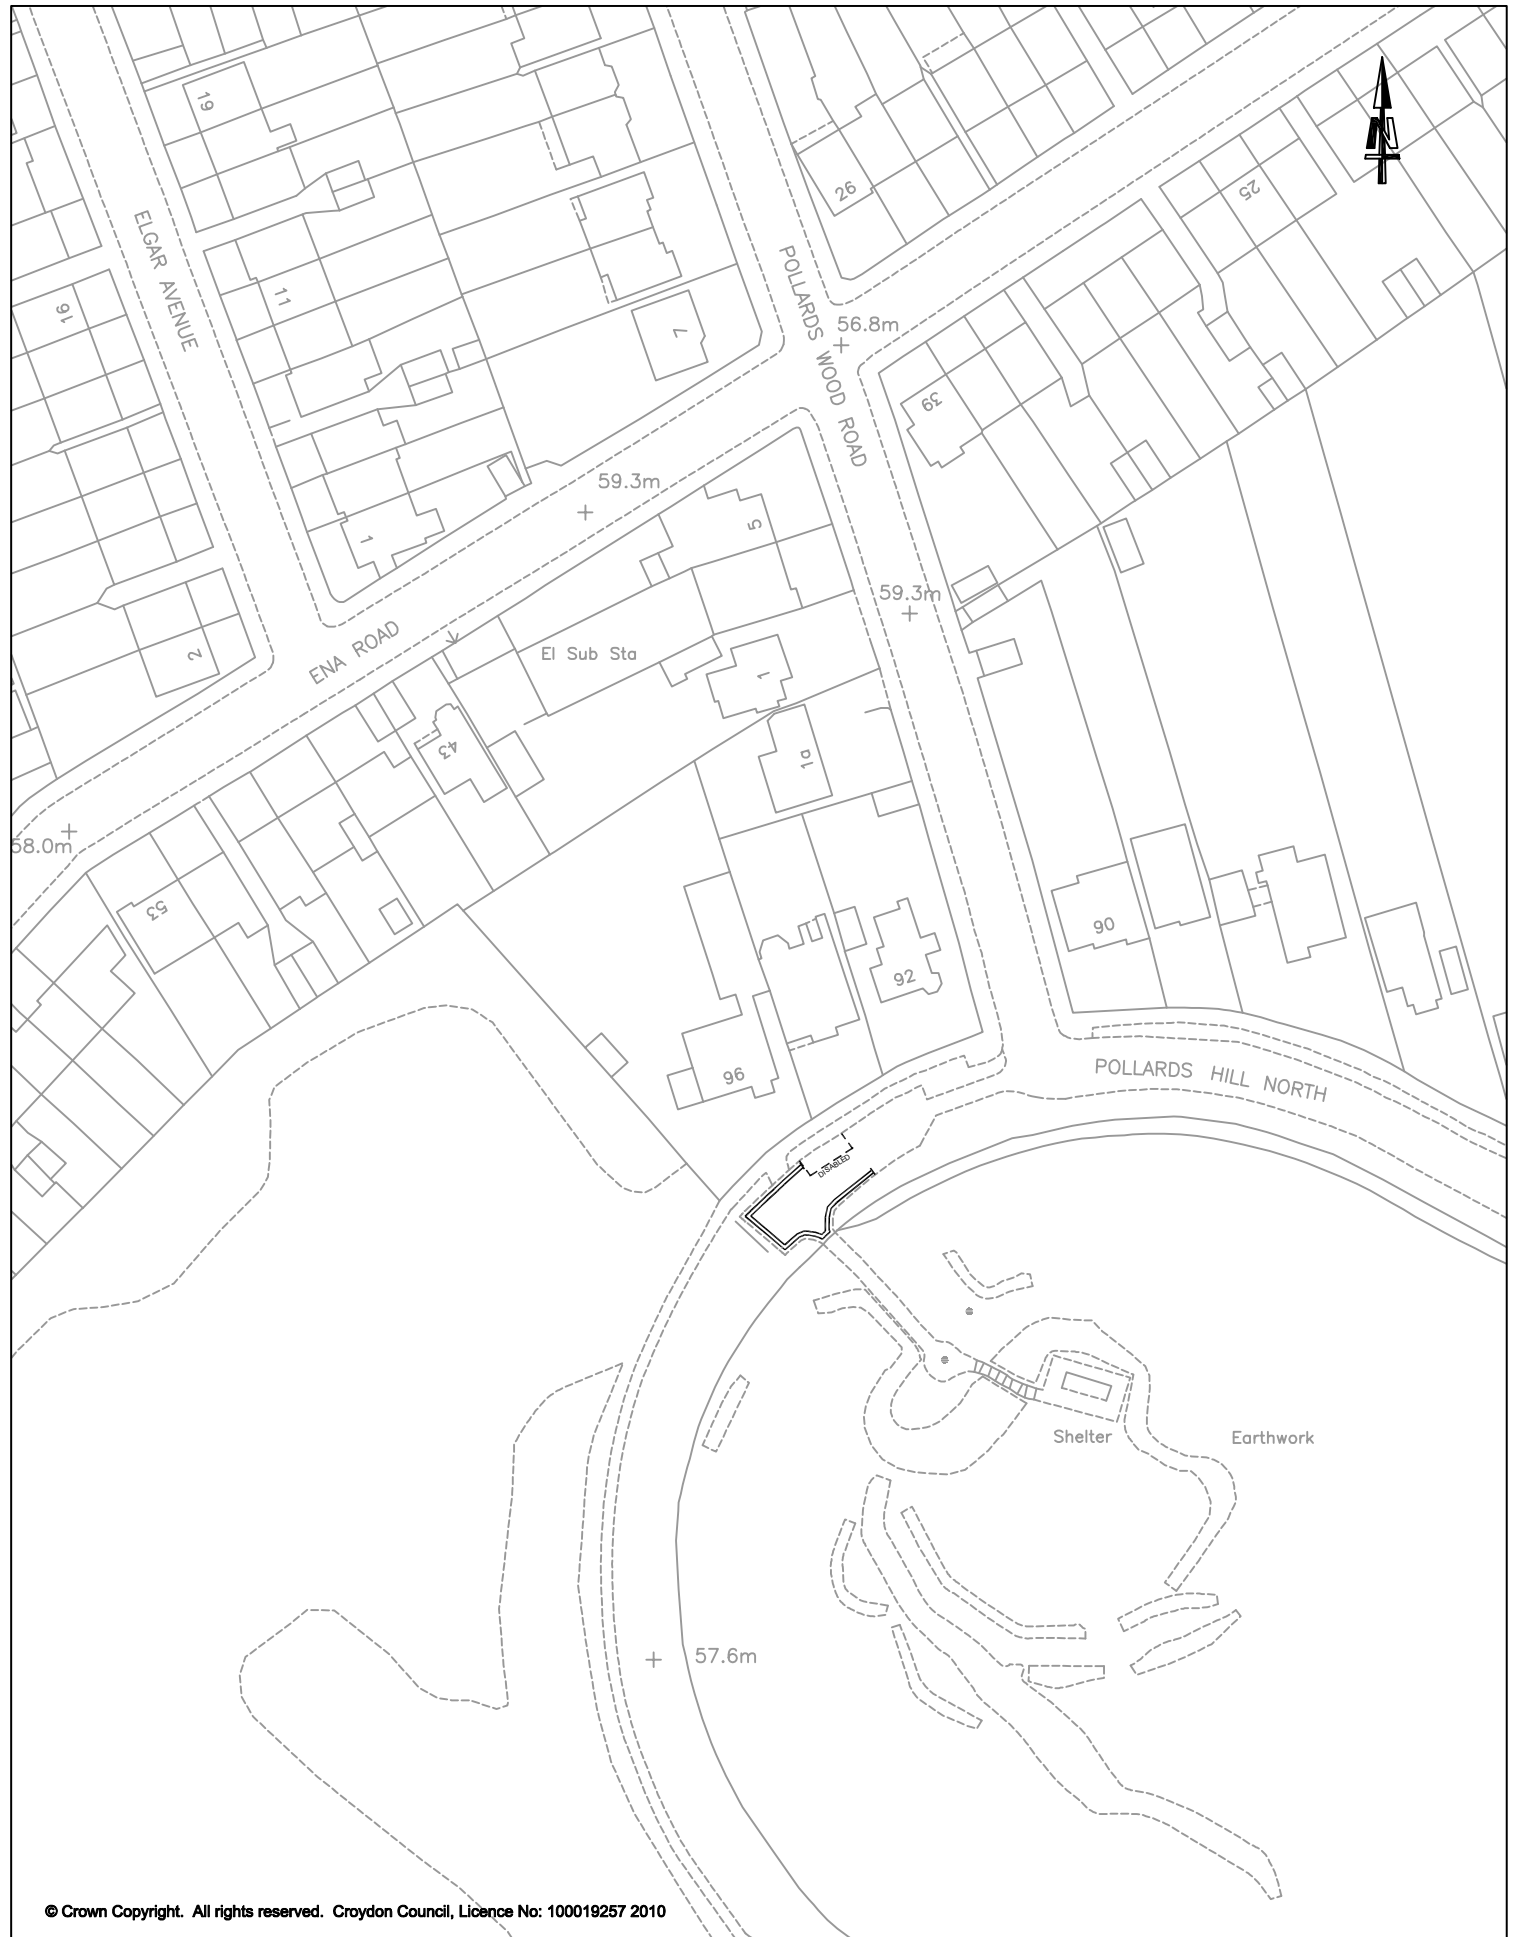 19
26
25
N
ELGAR AVENUE
11
16
7
POLLARDS WOOD ROAD
56.8m
39
59.3m
1
5
59.3m
ENA ROAD
El Sub Sta
2
1
43
1a
58.0m
53
90
92
96
POLLARDS HILL NORTH
DISABLED
Shelter
Earthwork
57.6m
© Crown Copyright. All rights reserved. Croydon Council, Licence No: 100019257 2010